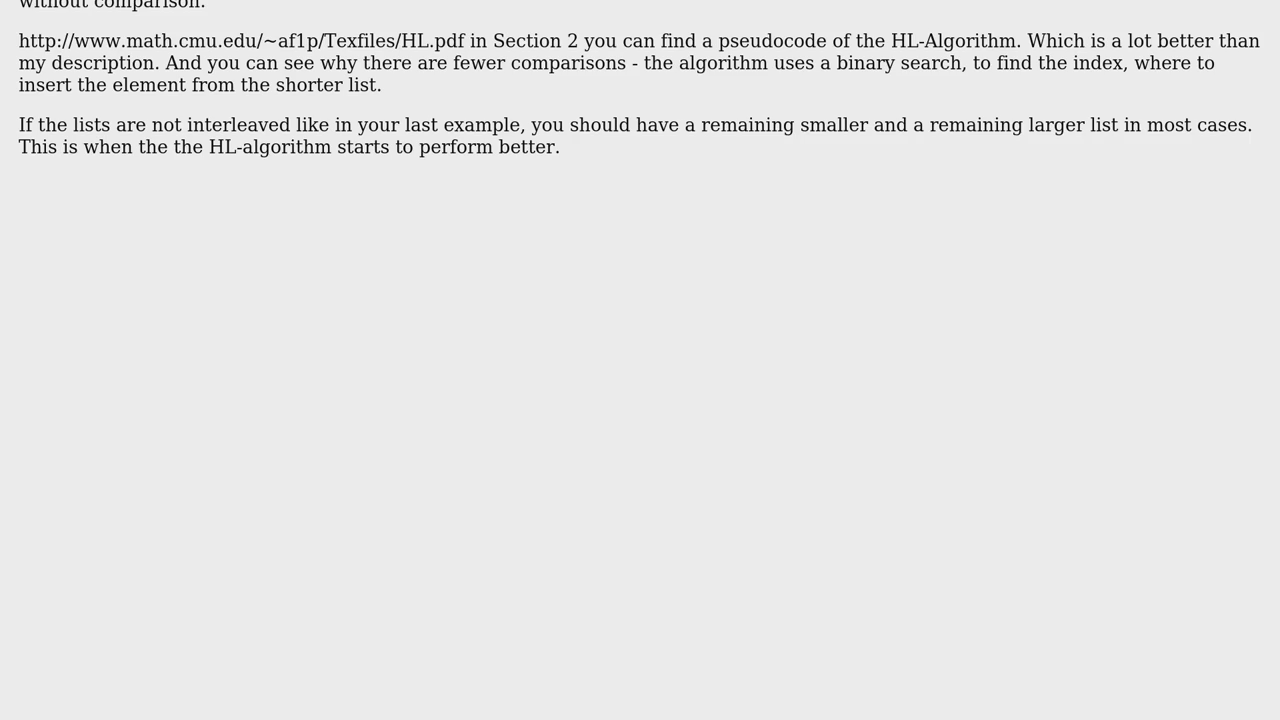 without comparison.
http://www.math.cmu.edu/~af1p/Texfiles/HL.pdf in Section 2 you can find a pseudocode of the HL-Algorithm. Which is a lot better than
my description. And you can see why there are fewer comparisons - the algorithm uses a binary search, to find the index, where to
insert the element from the shorter list.
If the lists are not interleaved like in your last example, you should have a remaining smaller and a remaining larger list in most cases.
This is when the the HL-algorithm starts to perform better.